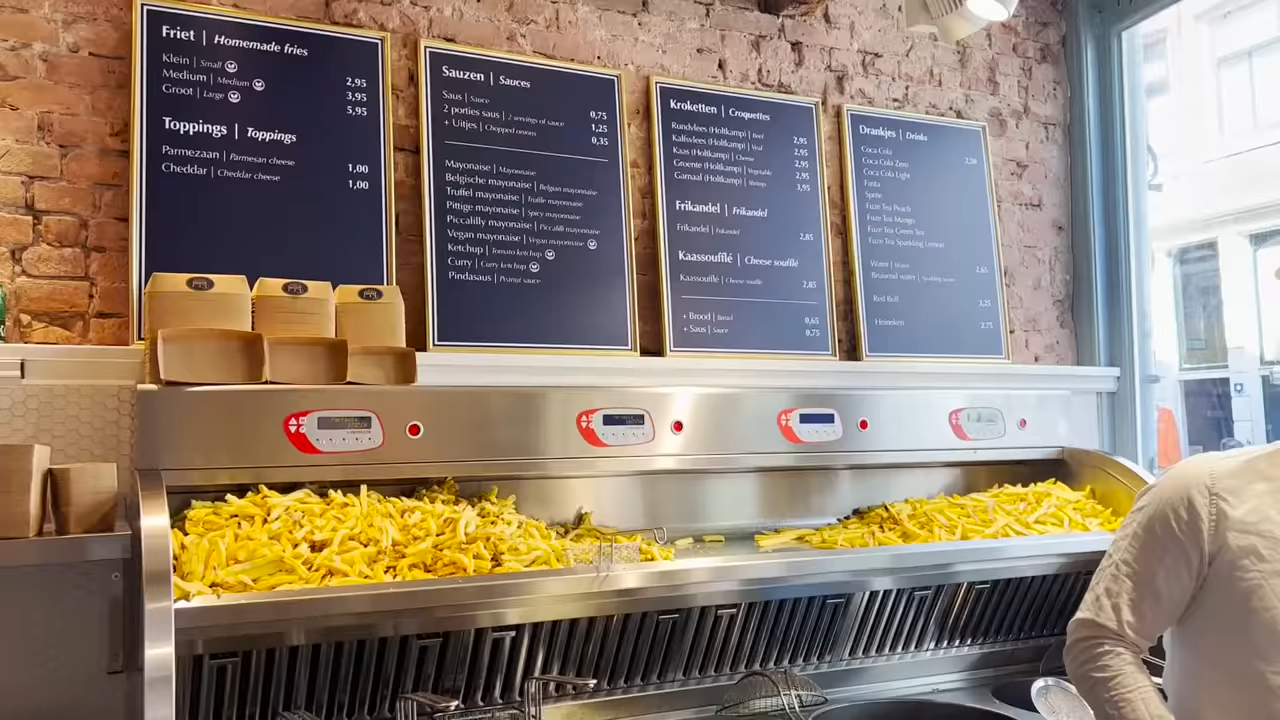 Friet | Homemade fries
Klein | Small
Medium | Medium 2,95
Groot | Large 3,95
5,95
Toppings | Toppings
Parmezaan | Parmesan cheese 1,00
Cheddar | Cheddar cheese 1,00
Sauzen | Sauces
Saus | Sauce 0,75
2 porties saus | 2 servings of sauce 1,25
+ Uitjes | Chopped onions 0,35
Mayonaise | Mayonnaise
Belgische mayonaise | Belgian mayonnaise
Truffel mayonaise | Truffle mayonnaise
Pittige mayonaise | Spicy mayonnaise
Piccalilly mayonaise | Piccalilli mayonnaise
Vegan mayonaise | Vegan mayonnaise
Ketchup | Tomato ketchup
Curry | Curry ketchup
Pindasaus | Peanut sauce
Kroketten | Croquettes
Rundvlees (Holtkamp) | Beef 2,95
Kalfsvlees (Holtkamp) | Veal 2,95
Kaas (Holtkamp) | Cheese 2,95
Groente (Holtkamp) | Vegetable 2,95
Garnaal (Holtkamp) | Shrimp 3,95
Frikandel | Frikandel
Frikandel | Frikandel 2,85
Kaassoufflé | Cheese soufflé
Kaassoufflé | Cheese soufflé 2,85
+ Brood | Bread 0,65
+ Saus | Sauce 0,75
Drankjes | Drinks
Coca Cola
Coca Cola Zero
Coca Cola Light
Fanta
Sprite
Fuze Tea Peach
Fuze Tea Mango
Fuze Tea Green Tea
Fuze Tea Sparkling Lemon
Water | Water 2,65
Bruisend water | Sparkling water
Red Bull 3,25
Heineken 2,75